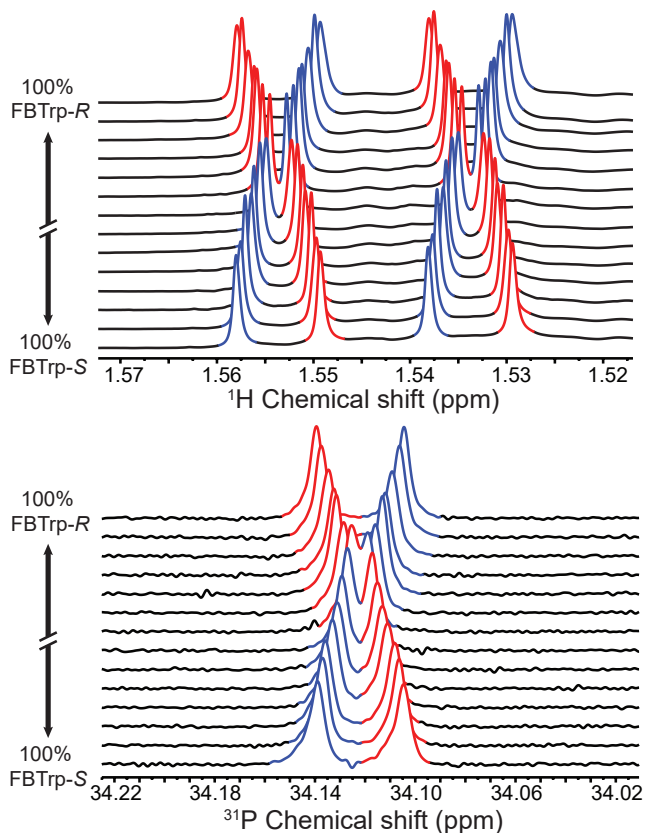 100%
FBTrp-R
100%
FBTrp-S
1.57 1.56 1.55 1.54 1.53 1.52
¹H Chemical shift (ppm)
100%
FBTrp-R
100%
FBTrp-S
34.22 34.18 34.14 34.10 34.06 34.02
³¹P Chemical shift (ppm)